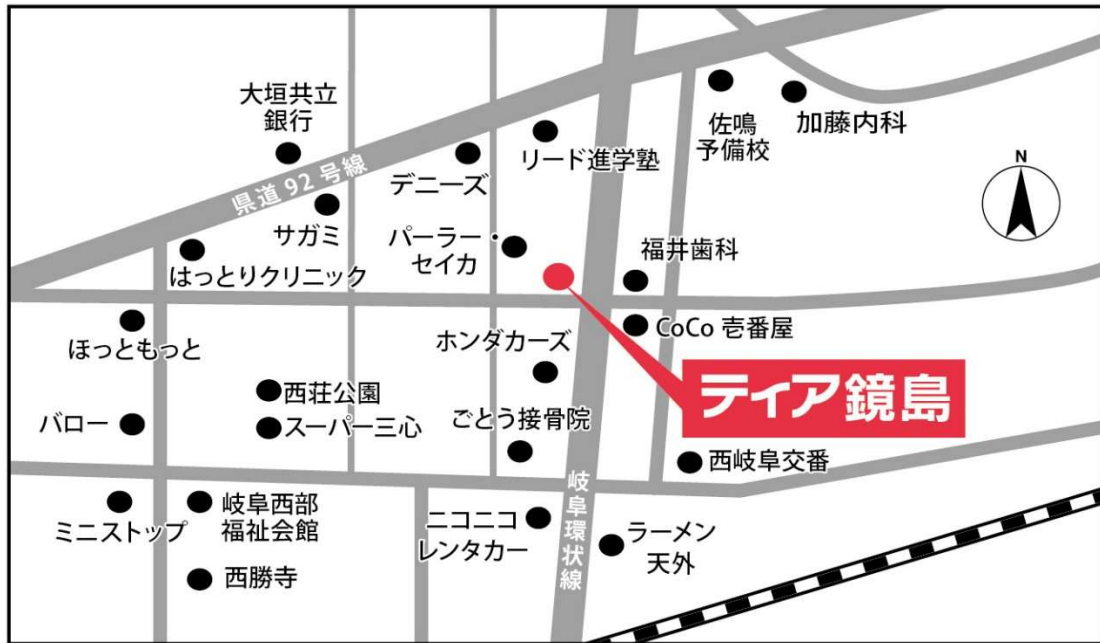 大垣共立
銀行
県道92号線
サガミ
はっとりクリニック
デニーズ
リード進学塾
佐鳴
予備校
加藤内科
N
パーラー・
セイカ
福井歯科
CoCo 壱番屋
ティア鏡島
ほっともっと
ホンダカーズ
西荘公園
バロー
スーパー三心
ごとう接骨院
西岐阜交番
ミニストップ
岐阜西部
福祉会館
西勝寺
ニコニコ
レンタカー
岐阜環状線
ラーメン
天外